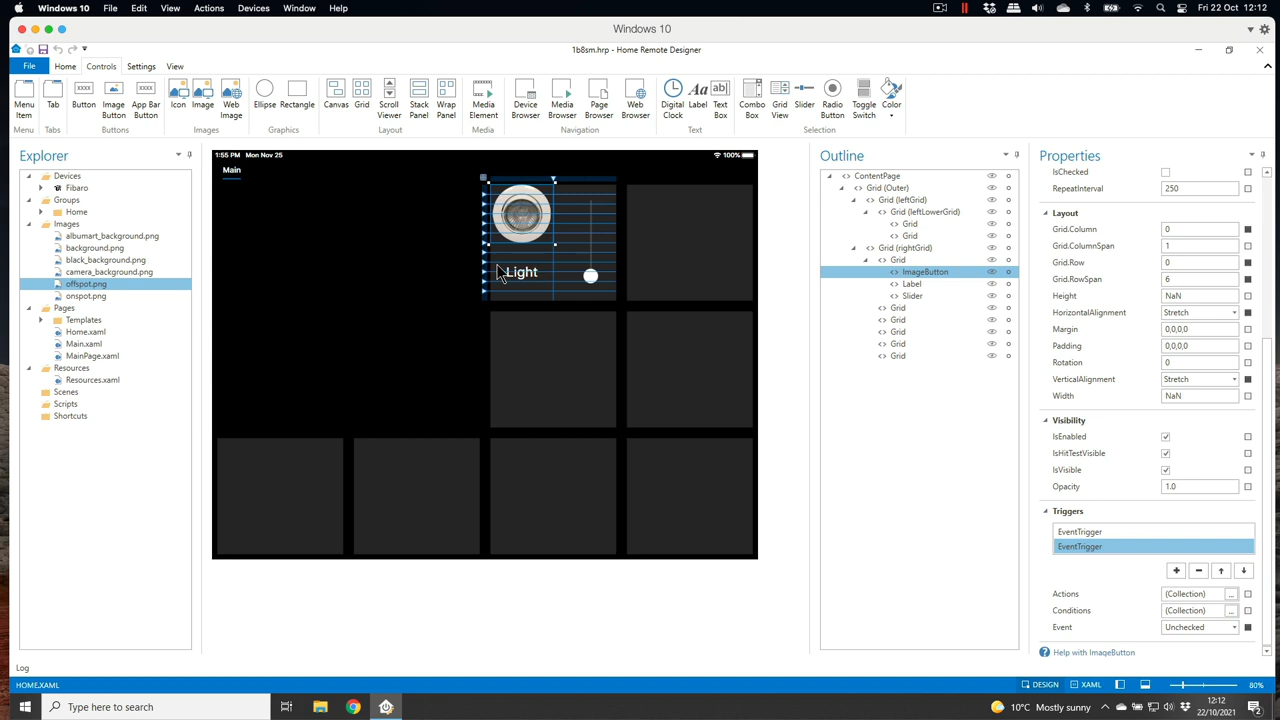 Windows 10 File Edit View Actions Devices Window Help Fri 22 Oct 12:12
Windows 10
1b8sm.hrp - Home Remote Designer
File Home Controls Settings View
Menu Item Tab Button Image Button App Bar Button Icon Image Web Image Ellipse Rectangle Canvas Grid Scroll Viewer Stack Panel Wrap Panel Media Element Device Browser Media Browser Page Browser Web Browser Digital Clock Label Text Box Combo Box Grid View Slider Radio Button Toggle Switch Color
Menu Tabs Buttons Images Graphics Layout Media Navigation Text Selection
Explorer
Devices
Fibaro
Groups
Home
Images
albumart_background.png
background.png
black_background.png
camera_background.png
offspot.png
onspot.png
Pages
Templates
Home.xaml
Main.xaml
MainPage.xaml
Resources
Resources.xaml
Scenes
Scripts
Shortcuts
1:55 PM Mon Nov 25 100%
Main
Light
Outline
ContentPage
Grid (Outer)
Grid (leftGrid)
Grid (leftLowerGrid)
Grid
Grid
Grid (rightGrid)
Grid
ImageButton
Label
Slider
Grid
Grid
Grid
Grid
Grid
Properties
IsChecked
RepeatInterval 250
Layout
Grid.Column 0
Grid.ColumnSpan 1
Grid.Row 0
Grid.RowSpan 6
Height NaN
HorizontalAlignment Stretch
Margin 0,0,0,0
Padding 0,0,0,0
Rotation 0
VerticalAlignment Stretch
Width NaN
Visibility
IsEnabled
IsHitTestVisible
IsVisible
Opacity 1.0
Triggers
EventTrigger
EventTrigger
Actions (Collection) ...
Conditions (Collection) ...
Event Unchecked
Help with ImageButton
Log
HOME.XAML DESIGN XAML 80%
Type here to search 10°C Mostly sunny 12:12
22/10/2021